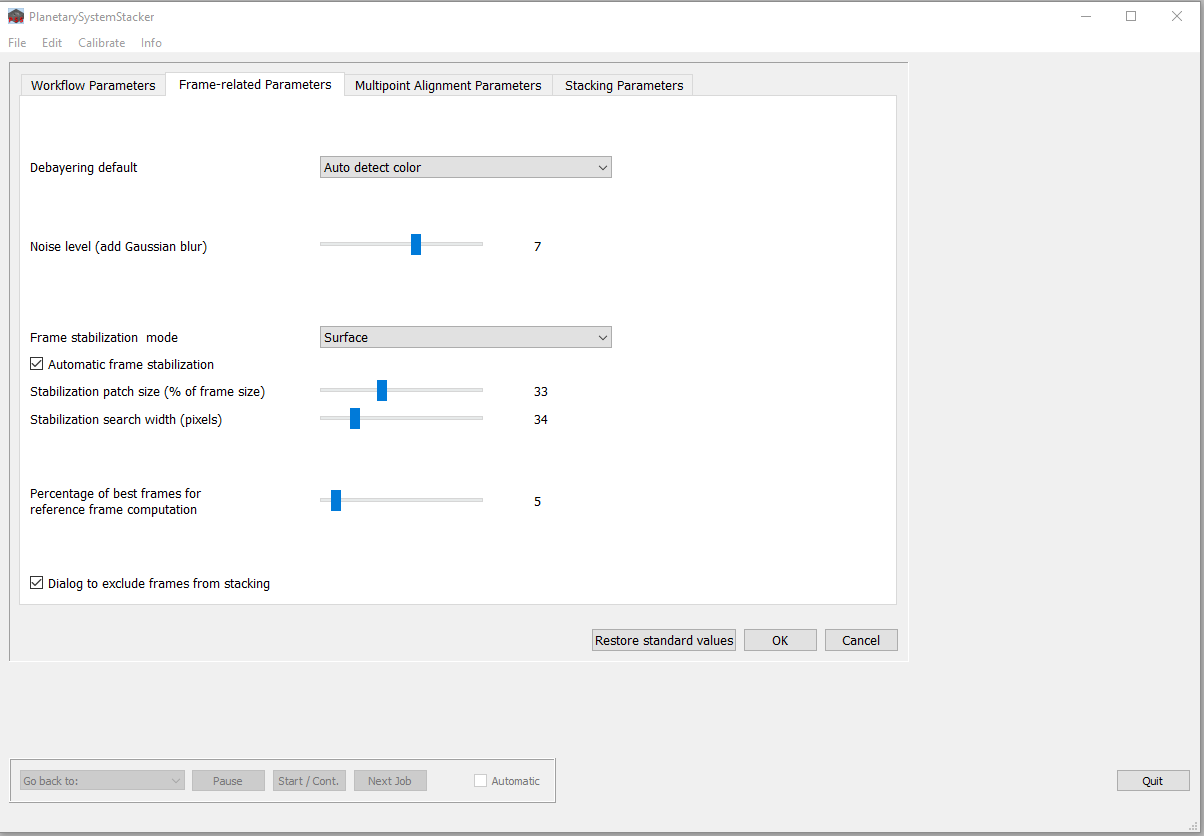 PlanetarySystemStacker
File Edit Calibrate Info
Workflow Parameters Frame-related Parameters Multipoint Alignment Parameters Stacking Parameters
Debayering default Auto detect color
Noise level (add Gaussian blur) 7
Frame stabilization mode Surface
Automatic frame stabilization
Stabilization patch size (% of frame size) 33
Stabilization search width (pixels) 34
Percentage of best frames for
reference frame computation 5
Dialog to exclude frames from stacking
Restore standard values OK Cancel
Go back to: Pause Start / Cont. Next Job Automatic Quit